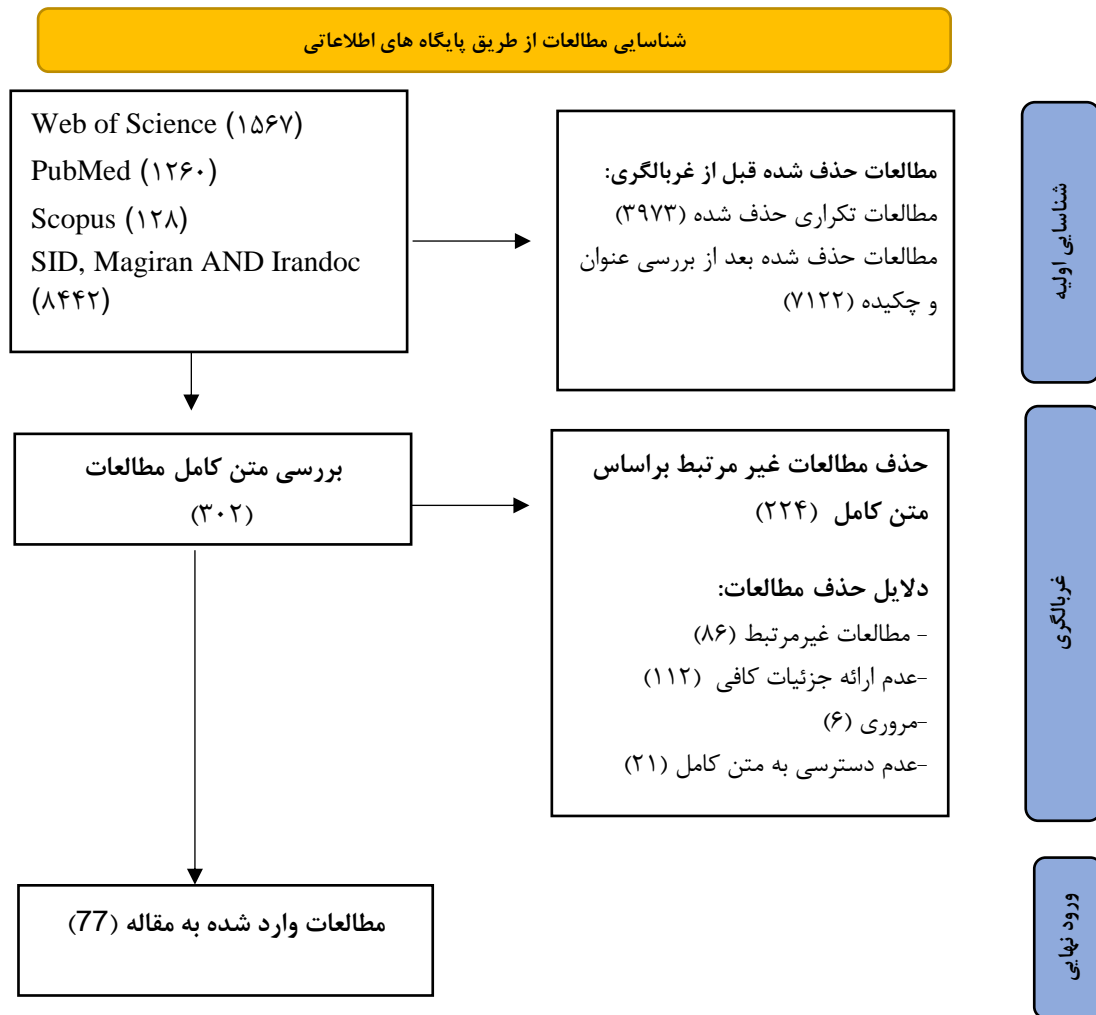 شناسایی مطالعات از طریق پایگاه های اطلاعاتی
Web of Science (۱۵۶۷)
PubMed (۱۲۶۰)
Scopus (۱۲۸)
SID, Magiran AND Irandoc
(۸۴۴۲)
مطالعات حذف شده قبل از غربالگری:
مطالعات تکراری حذف شده (۳۹۷۳)
مطالعات حذف شده بعد از بررسی عنوان
و چکیده (۷۱۲۲)
شناسایی اولیه
بررسی متن کامل مطالعات
(۳۰۲)
حذف مطالعات غیر مرتبط براساس
متن کامل (۲۲۴)
دلایل حذف مطالعات:
- مطالعات غیرمرتبط (۸۶)
-عدم ارائه جزئیات کافی (۱۱۲)
-مروری (۶)
-عدم دسترسی به متن کامل (۲۱)
غربالگری
مطالعات وارد شده به مقاله (77)
ورود نهایی